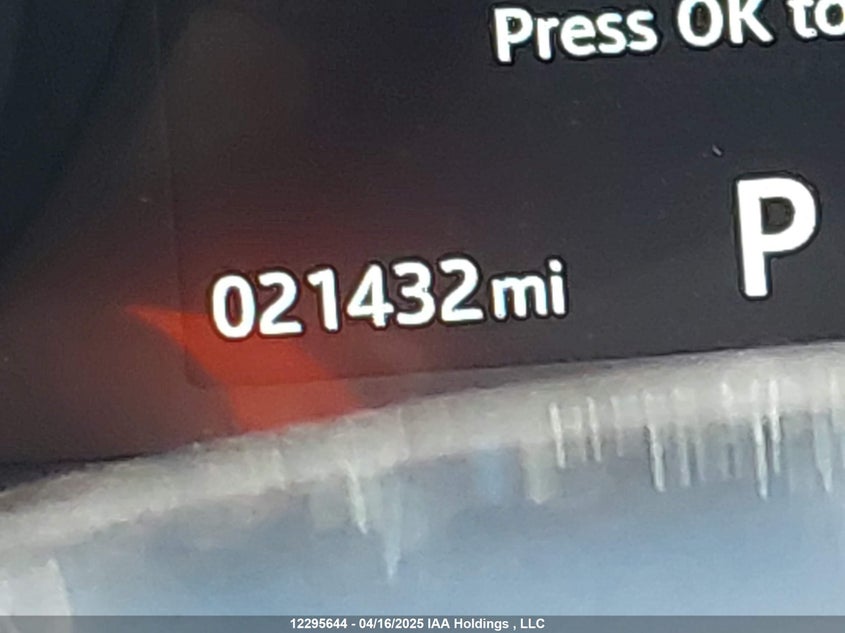 Press OK to
021432mi
P
12295644 - 04/16/2025 IAA Holdings , LLC